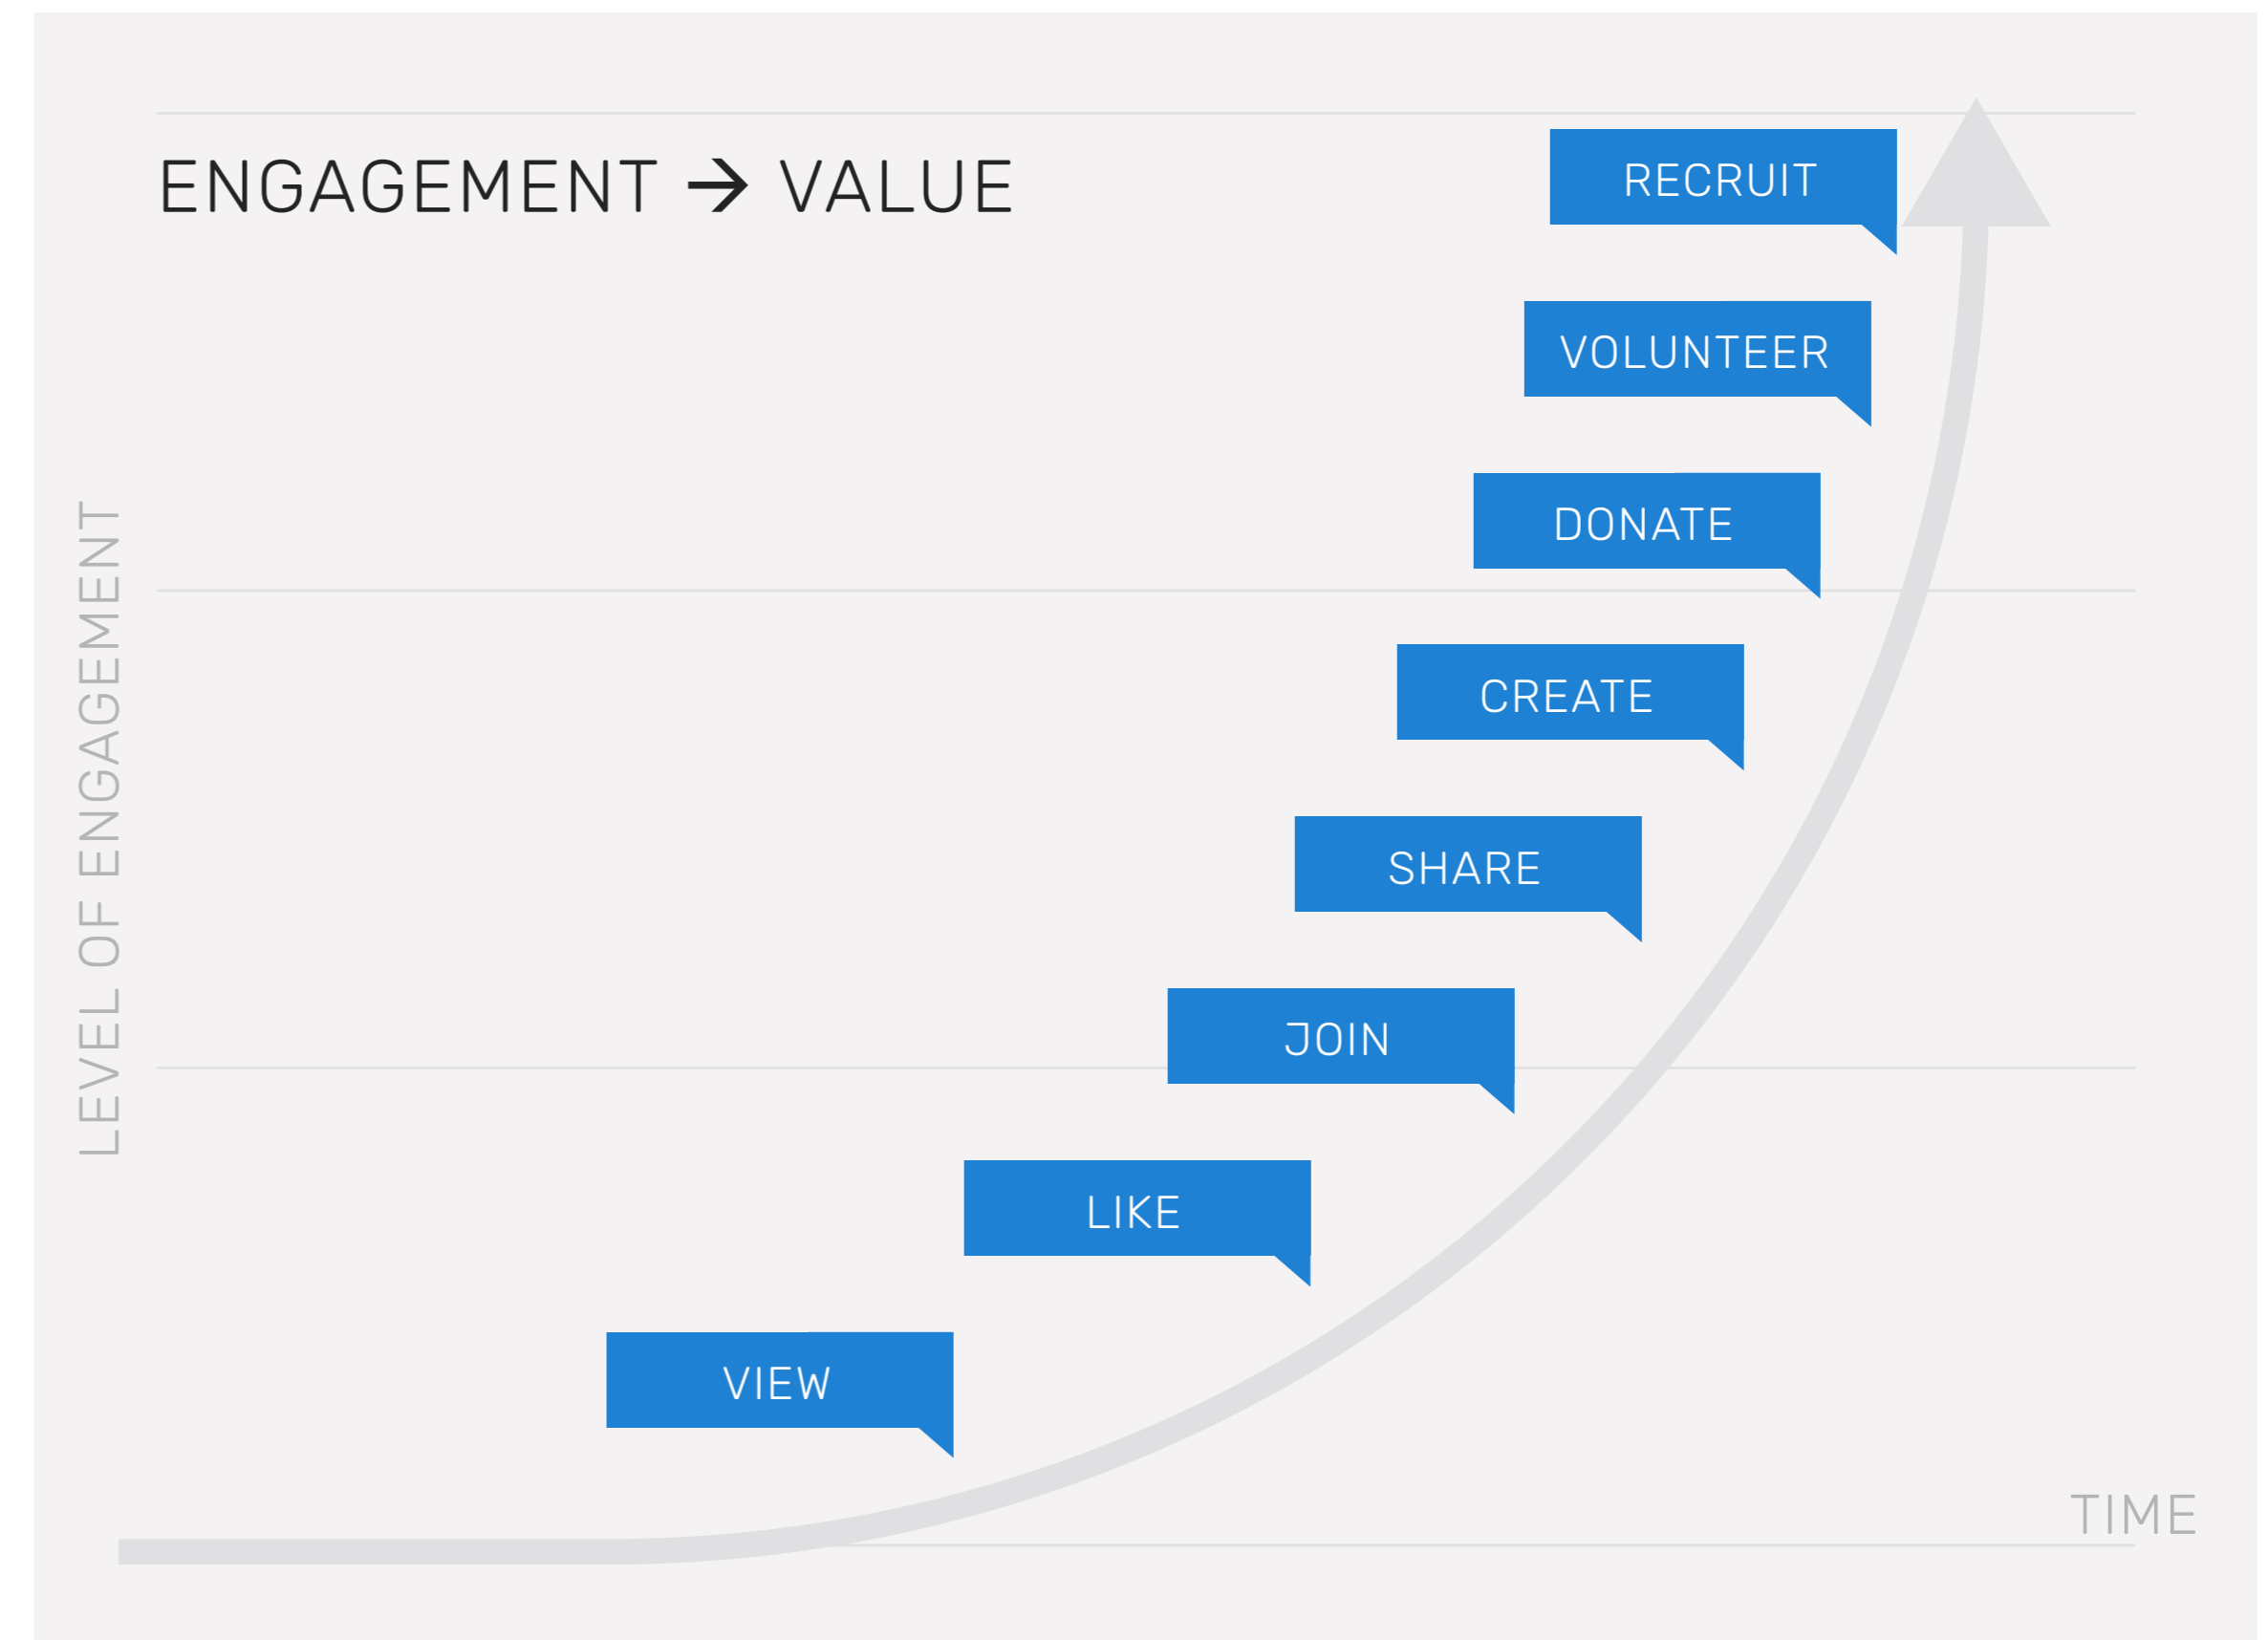 ENGAGEMENT → VALUE
RECRUIT
VOLUNTEER
DONATE
CREATE
SHARE
JOIN
LIKE
VIEW
LEVEL OF ENGAGEMENT
TIME